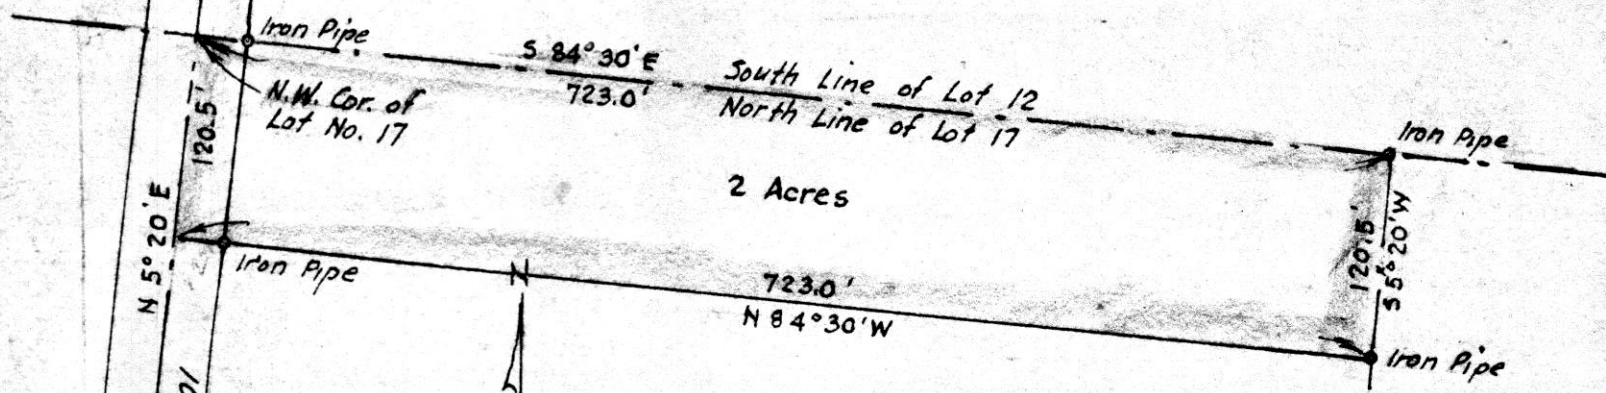 Iron Pipe
S 84° 30' E
723.0'
South Line of Lot 12
North Line of Lot 17
N.W. Cor. of
Lot No. 17
120.5'
Iron Pipe
2 Acres
N 5° 20' E
120.5'
S 5° 20' W
Iron Pipe
N
723.0'
N 84° 30' W
Iron Pipe